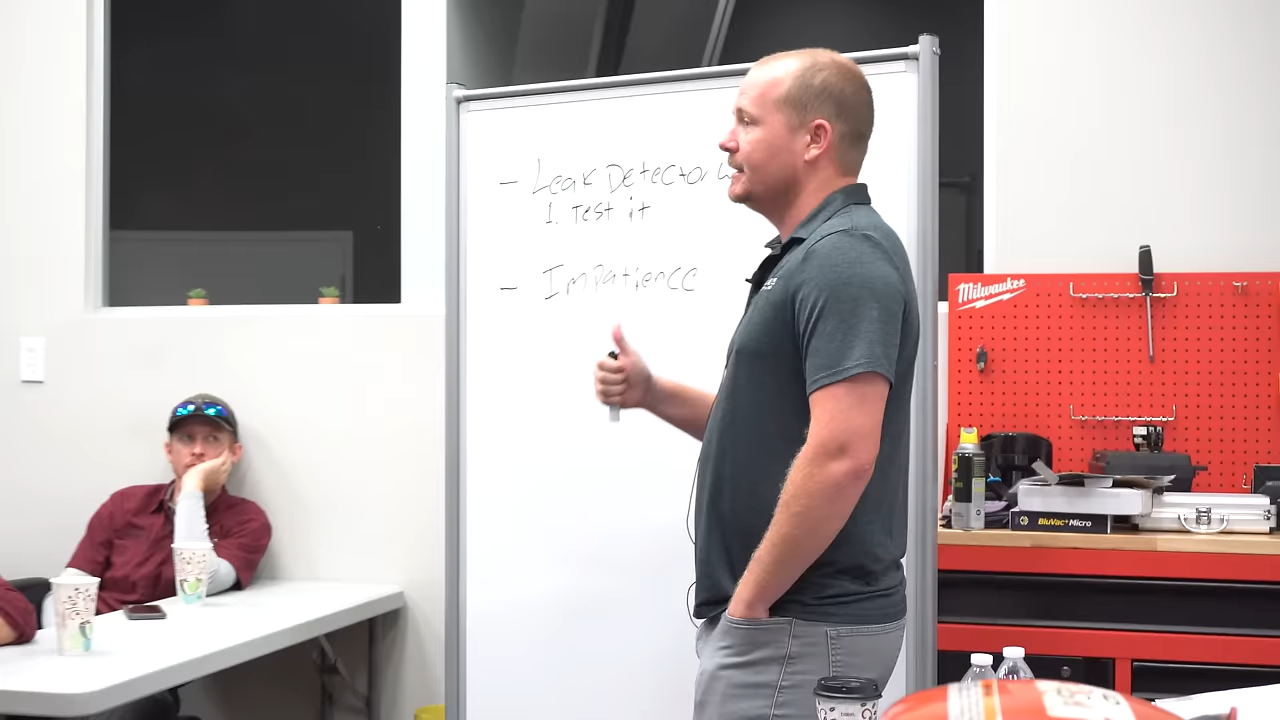 - Leak Detector
1. Test it
- Impatience
Milwaukee
BluVac+ Micro